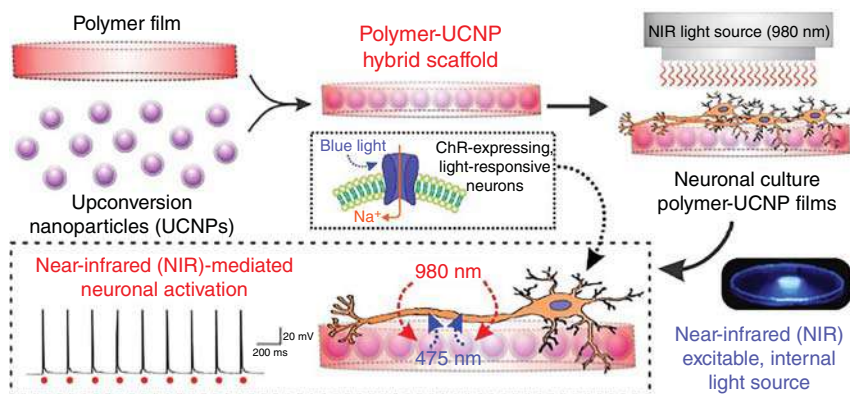 Polymer film
Upconversion
nanoparticles (UCNPs)
Polymer-UCNP
hybrid scaffold
NIR light source (980 nm)
Blue light
ChR-expressing,
light-responsive
neurons
Na+
Neuronal culture
polymer-UCNP films
Near-infrared (NIR)-mediated
neuronal activation
20 mV
200 ms
980 nm
475 nm
Near-infrared (NIR)
excitable, internal
light source